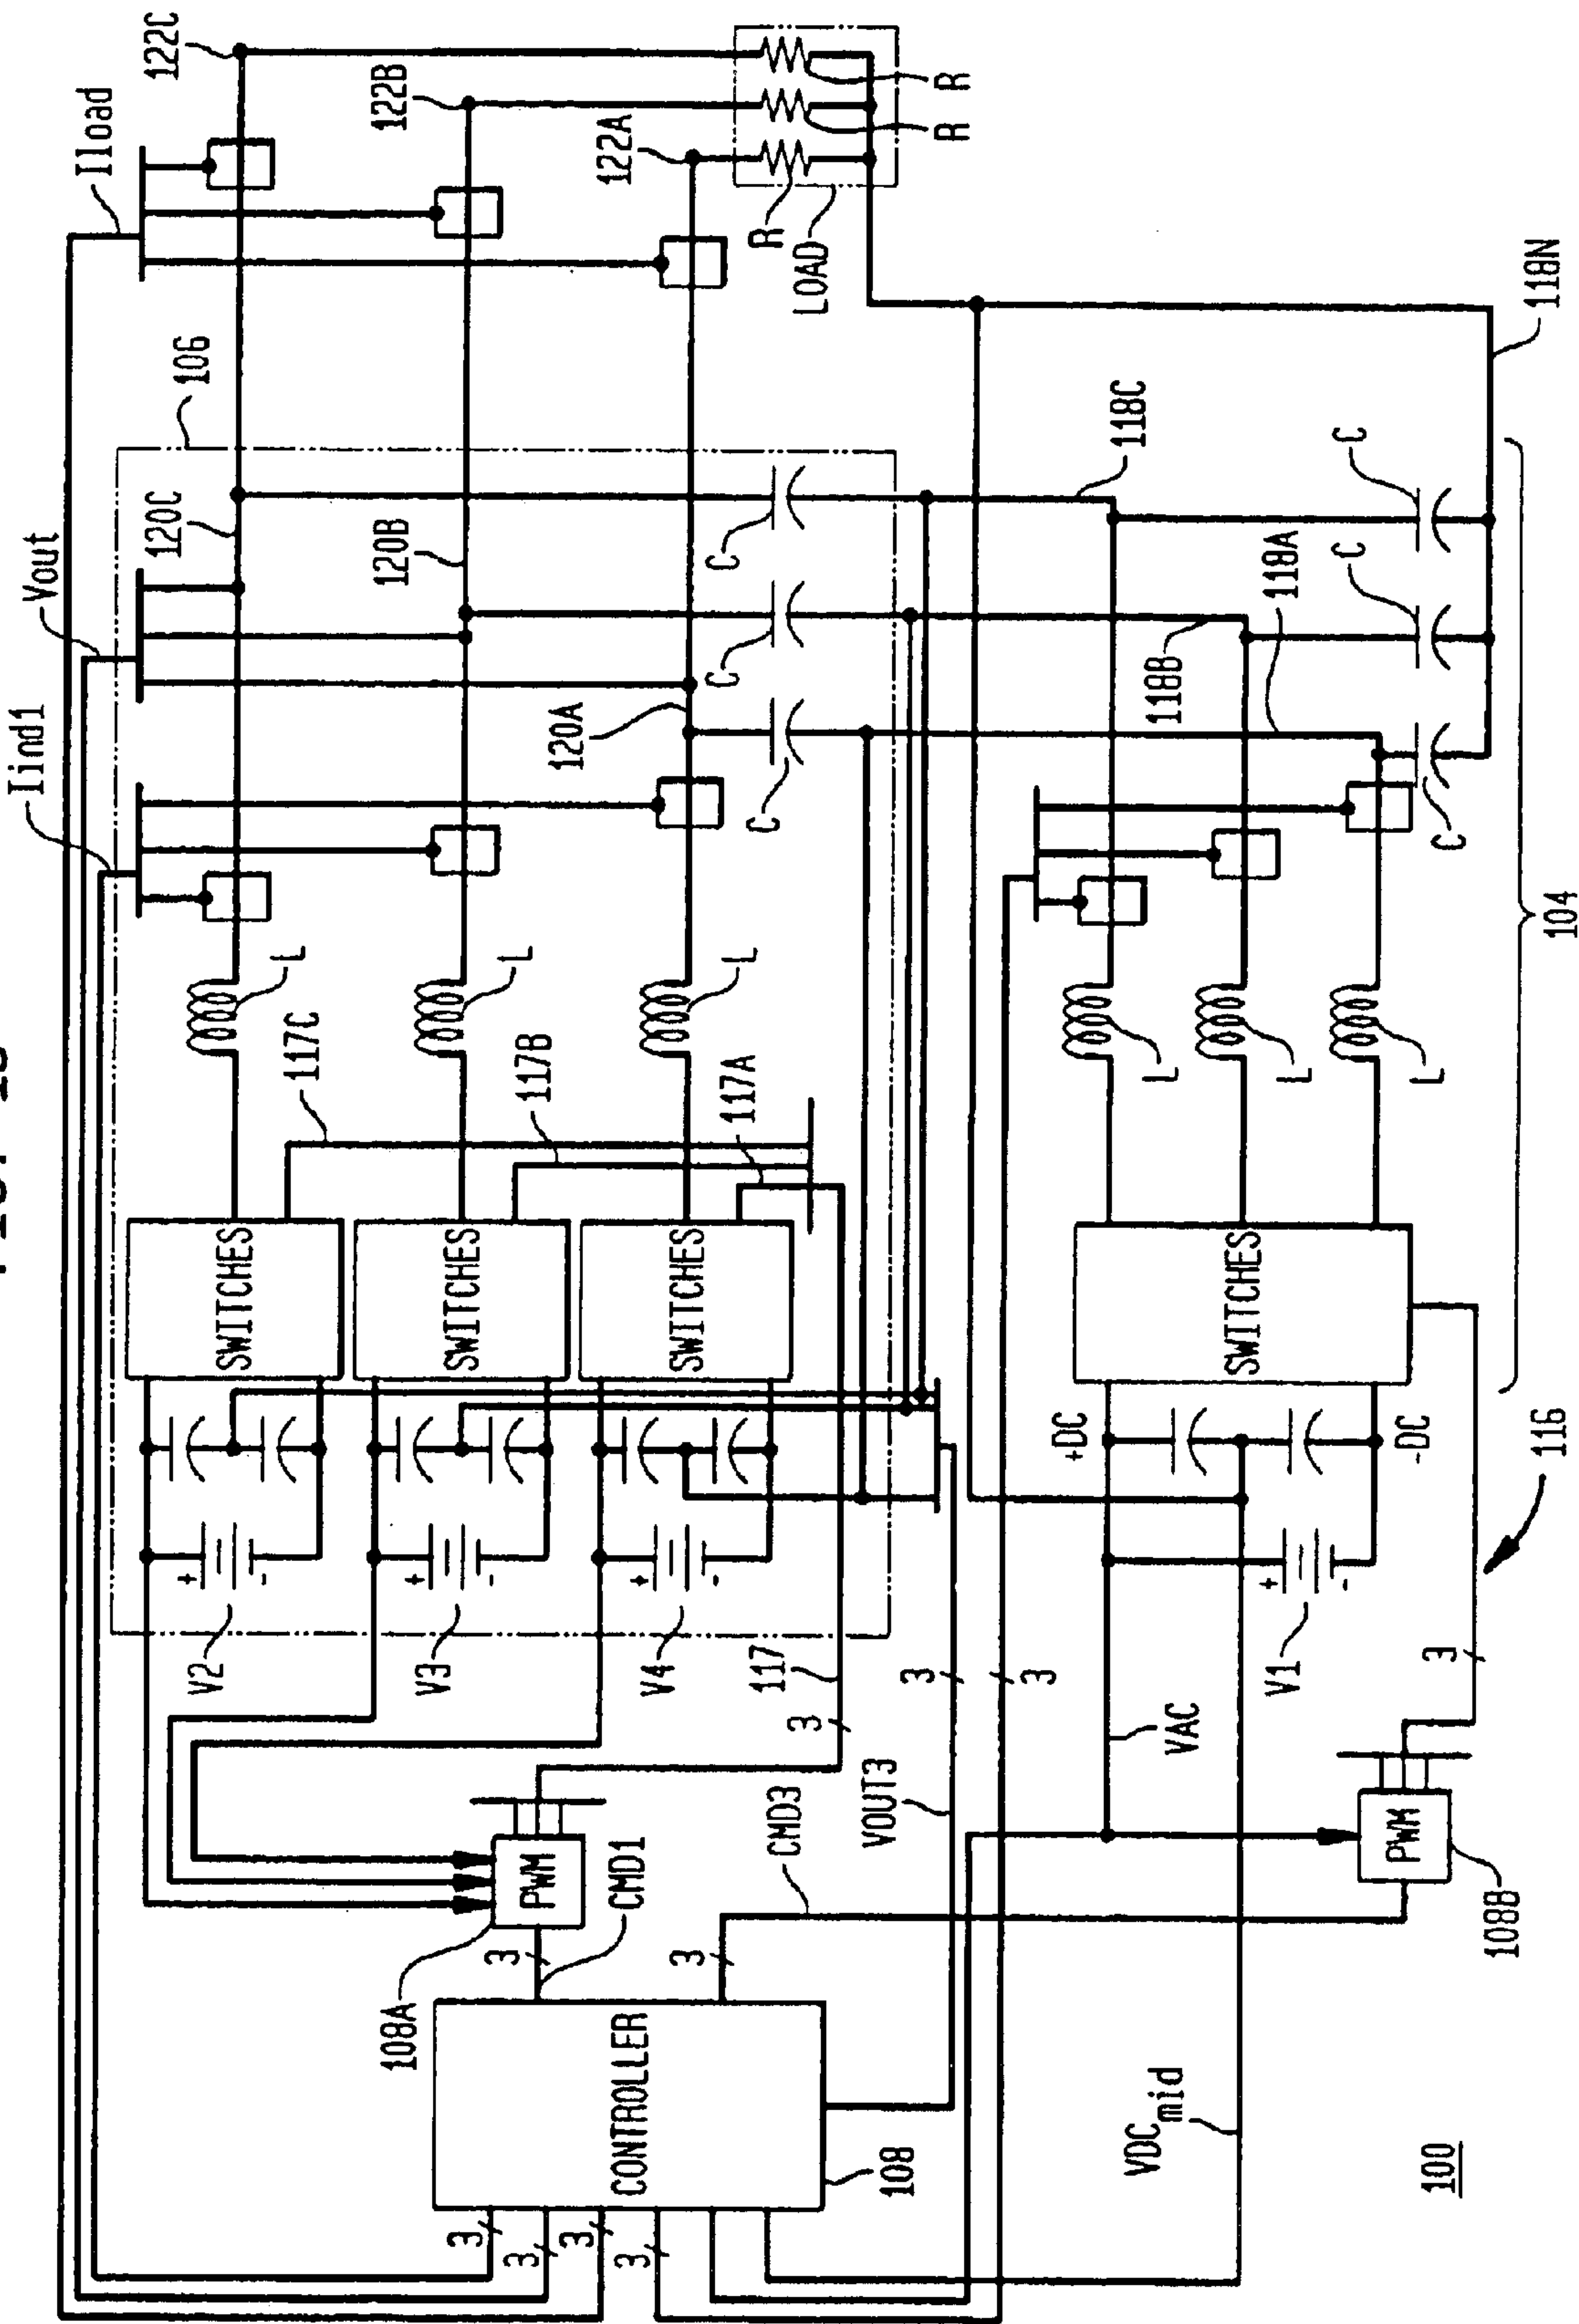 Iind1
Vout
Iload
122C
120C
106
V2
+
-
SWITCHES
L
117C
122B
120B
108A
V3
+
-
SWITCHES
L
117B
3
PWM
3
3
3
3
CONTROLLER
CMD1
122A
120A
V4
+
-
SWITCHES
L
117A
C
C
C
R
LOAD
3
117
3
108
VOUT3
CMD3
3
3
R
R
+DC
118C
VDCmid
VAC
L
118B
V1
+
-
SWITCHES
L
118A
C
C
-DC
L
C
3
PWM
100
108B
116
104
118N